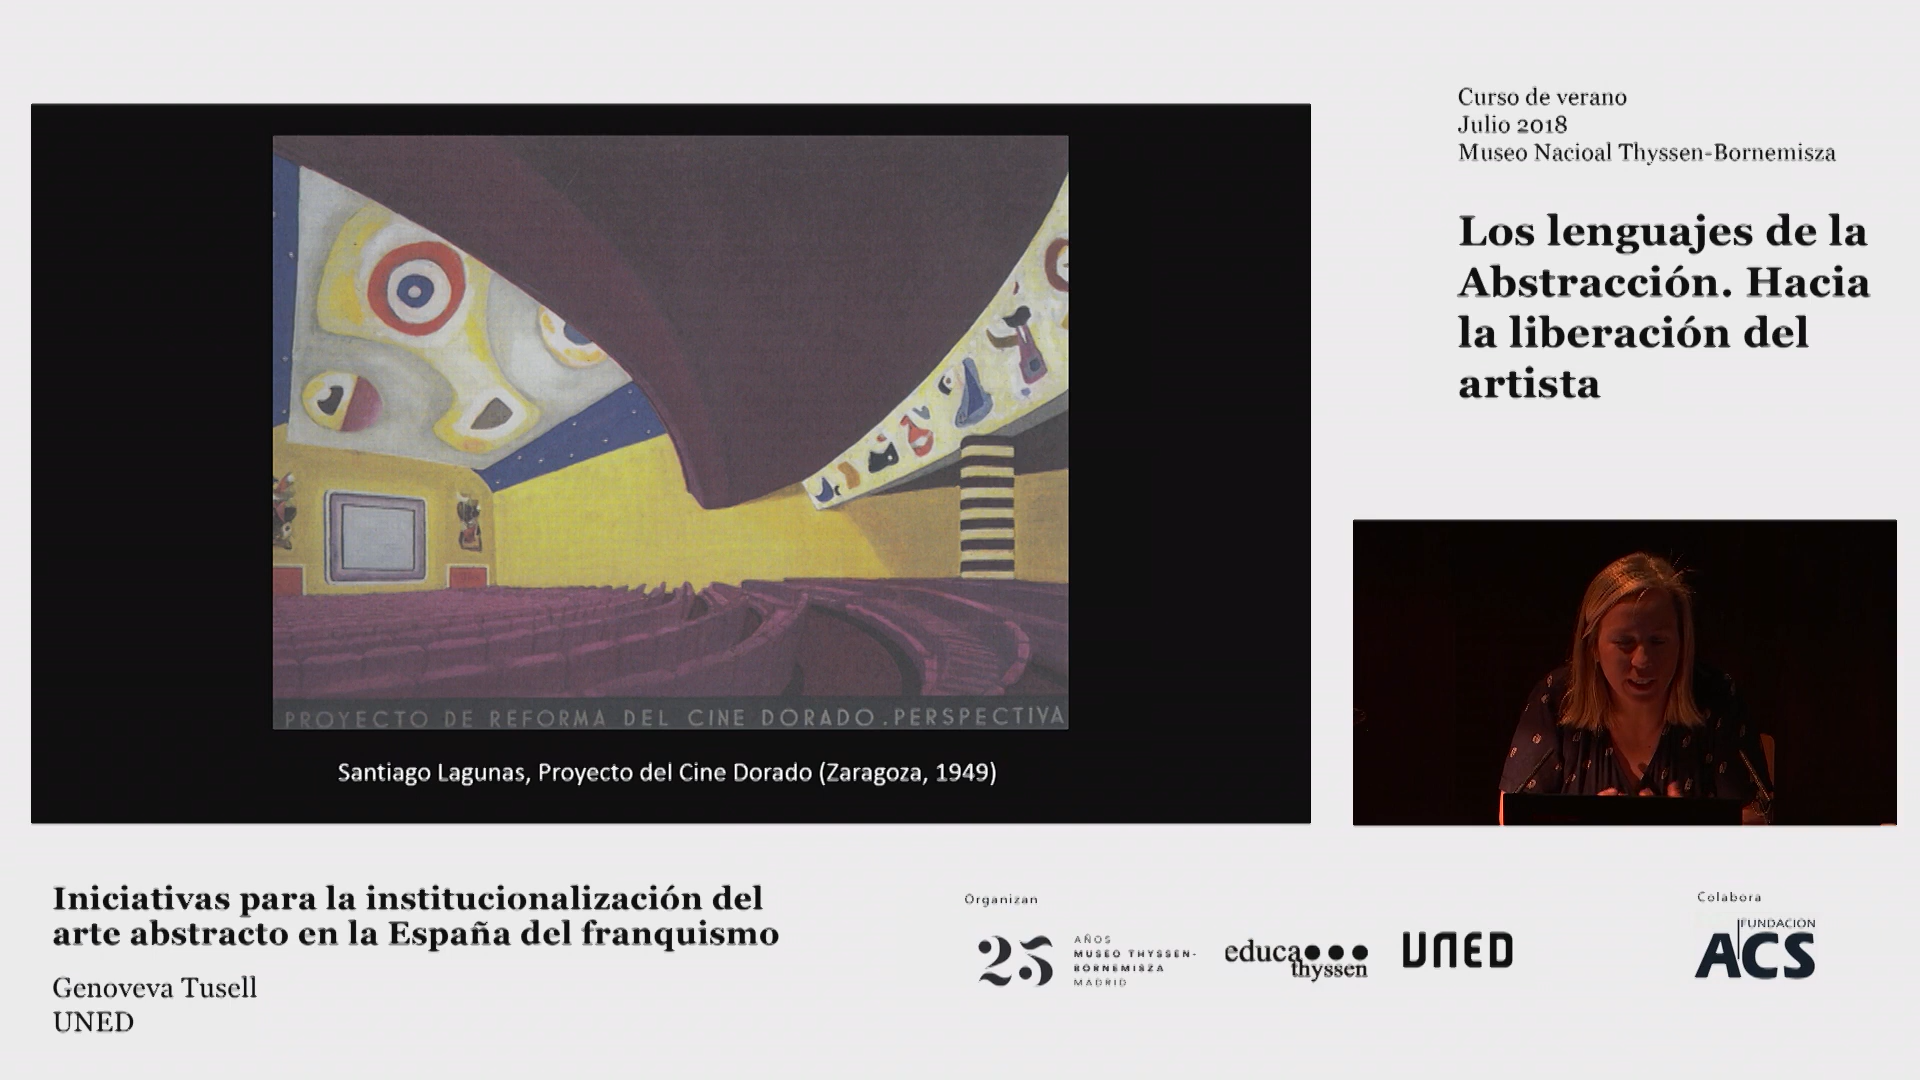 Curso de verano
Julio 2018
Museo Nacioal Thyssen-Bornemisza
Los lenguajes de la
Abstracción. Hacia
la liberación del
artista
PROYECTO DE REFORMA DEL CINE DORADO. PERSPECTIVA
Santiago Lagunas, Proyecto del Cine Dorado (Zaragoza, 1949)
Iniciativas para la institucionalización del
arte abstracto en la España del franquismo
Genoveva Tusell
UNED
Organizan
25
AÑOS
MUSEO THYSSEN-
BORNEMISZA
MADRID
educa
thyssen
UNED
Colabora
FUNDACIÓN
ACS